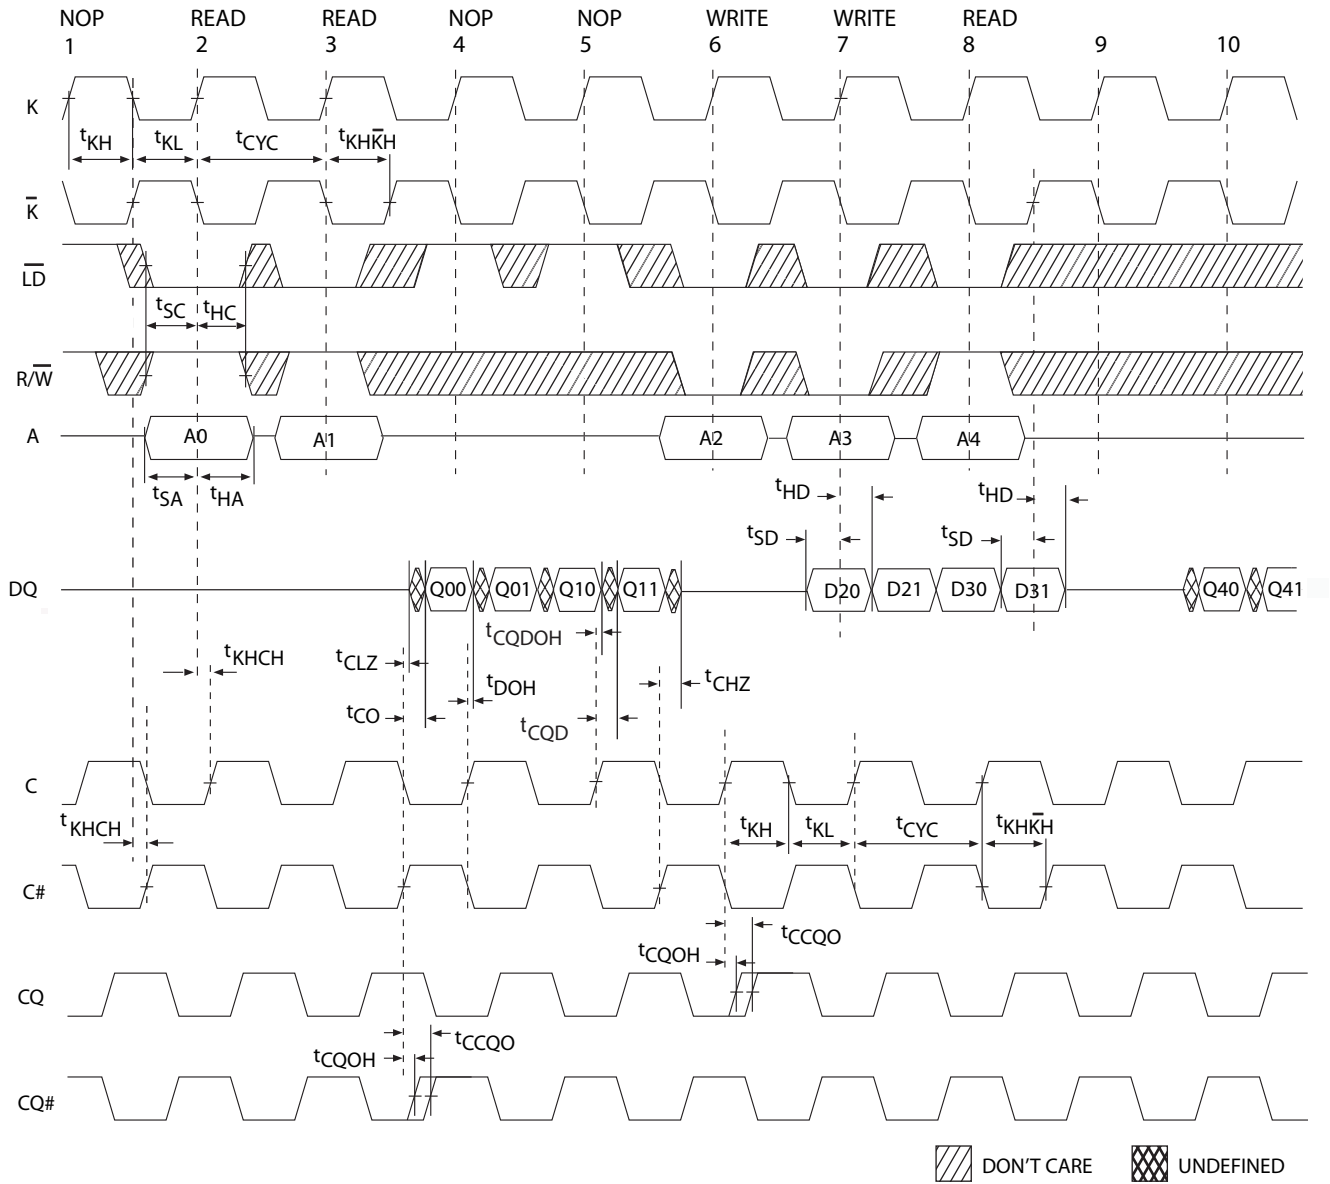 NOP READ READ NOP NOP WRITE WRITE READ
1 2 3 4 5 6 7 8 9 10
K
tKH tKL tCYC tKHK̅H
K̅
L̅D̅
tSC tHC
R/W̅
A A0 A1 A2 A3 A4
tSA tHA tHD tHD
tSD tSD
DQ Q00 Q01 Q10 Q11 D20 D21 D30 D31 Q40 Q41
tCQDOH
tKHCH tCLZ tDOH tCHZ
tCO tCQD
C
tKHCH tKH tKL tCYC tKHK̅H
C#
tCCQO
tCQOH
CQ
tCCQO
tCQOH
CQ#
DON'T CARE UNDEFINED